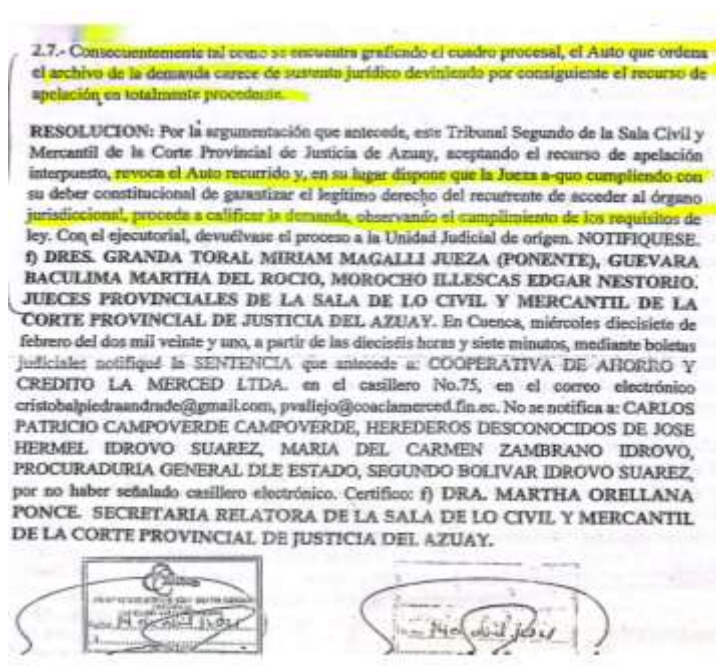 2.7.- Consecuentemente tal como se encuentra graficado el cuadro procesal, el Auto que ordena
el archivo de la demanda carece de sustento jurídico deviniendo por consiguiente el recurso de
apelación en totalmente procedente.
RESOLUCION: Por la argumentación que antecede, este Tribunal Segundo de la Sala Civil y
Mercantil de la Corte Provincial de Justicia de Azuay, aceptando el recurso de apelación
interpuesto, revoca el Auto recurrido y, en su lugar dispone que la Jueza a-quo cumpliendo con
su deber constitucional de garantizar el legítimo derecho del recurrente de acceder al órgano
jurisdiccional, proceda a calificar la demanda, observando el cumplimiento de los requisitos de
ley. Con el ejecutorial, devuélvase el proceso a la Unidad Judicial de origen. NOTIFIQUESE.
f) DRES. GRANDA TORAL MIRIAM MAGALLI JUEZA (PONENTE), GUEVARA
BACULIMA MARTHA DEL ROCIO, MOROCHO ILLESCAS EDGAR NESTORIO.
JUECES PROVINCIALES DE LA SALA DE LO CIVIL Y MERCANTIL DE LA
CORTE PROVINCIAL DE JUSTICIA DEL AZUAY. En Cuenca, miércoles diecisiete de
febrero del dos mil veinte y uno, a partir de las dieciséis horas y siete minutos, mediante boletas
judiciales notifiqué la SENTENCIA que antecede a: COOPERATIVA DE AHORRO Y
CREDITO LA MERCED LTDA. en el casillero No.75, en el correo electrónico
cristobalpiedraandrade@gmail.com, pvallejo@coaclamerced.fin.ec. No se notifica a: CARLOS
PATRICIO CAMPOVERDE CAMPOVERDE, HEREDEROS DESCONOCIDOS DE JOSE
HERMEL IDROVO SUAREZ, MARIA DEL CARMEN ZAMBRANO IDROVO,
PROCURADURIA GENERAL DLE ESTADO, SEGUNDO BOLIVAR IDROVO SUAREZ,
por no haber señalado casillero electrónico. Certifico: f) DRA. MARTHA ORELLANA
PONCE. SECRETARIA RELATORA DE LA SALA DE LO CIVIL Y MERCANTIL
DE LA CORTE PROVINCIAL DE JUSTICIA DEL AZUAY.